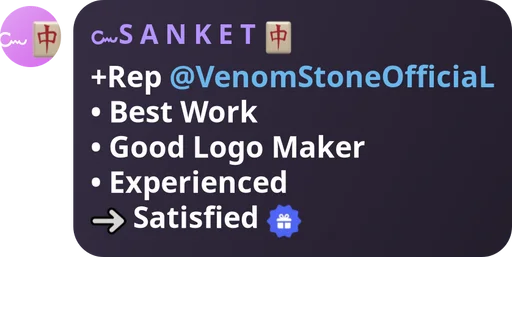 SANKET 🀄
+Rep @VenomStoneOfficiaL
• Best Work
• Good Logo Maker
• Experienced
➔ Satisfied